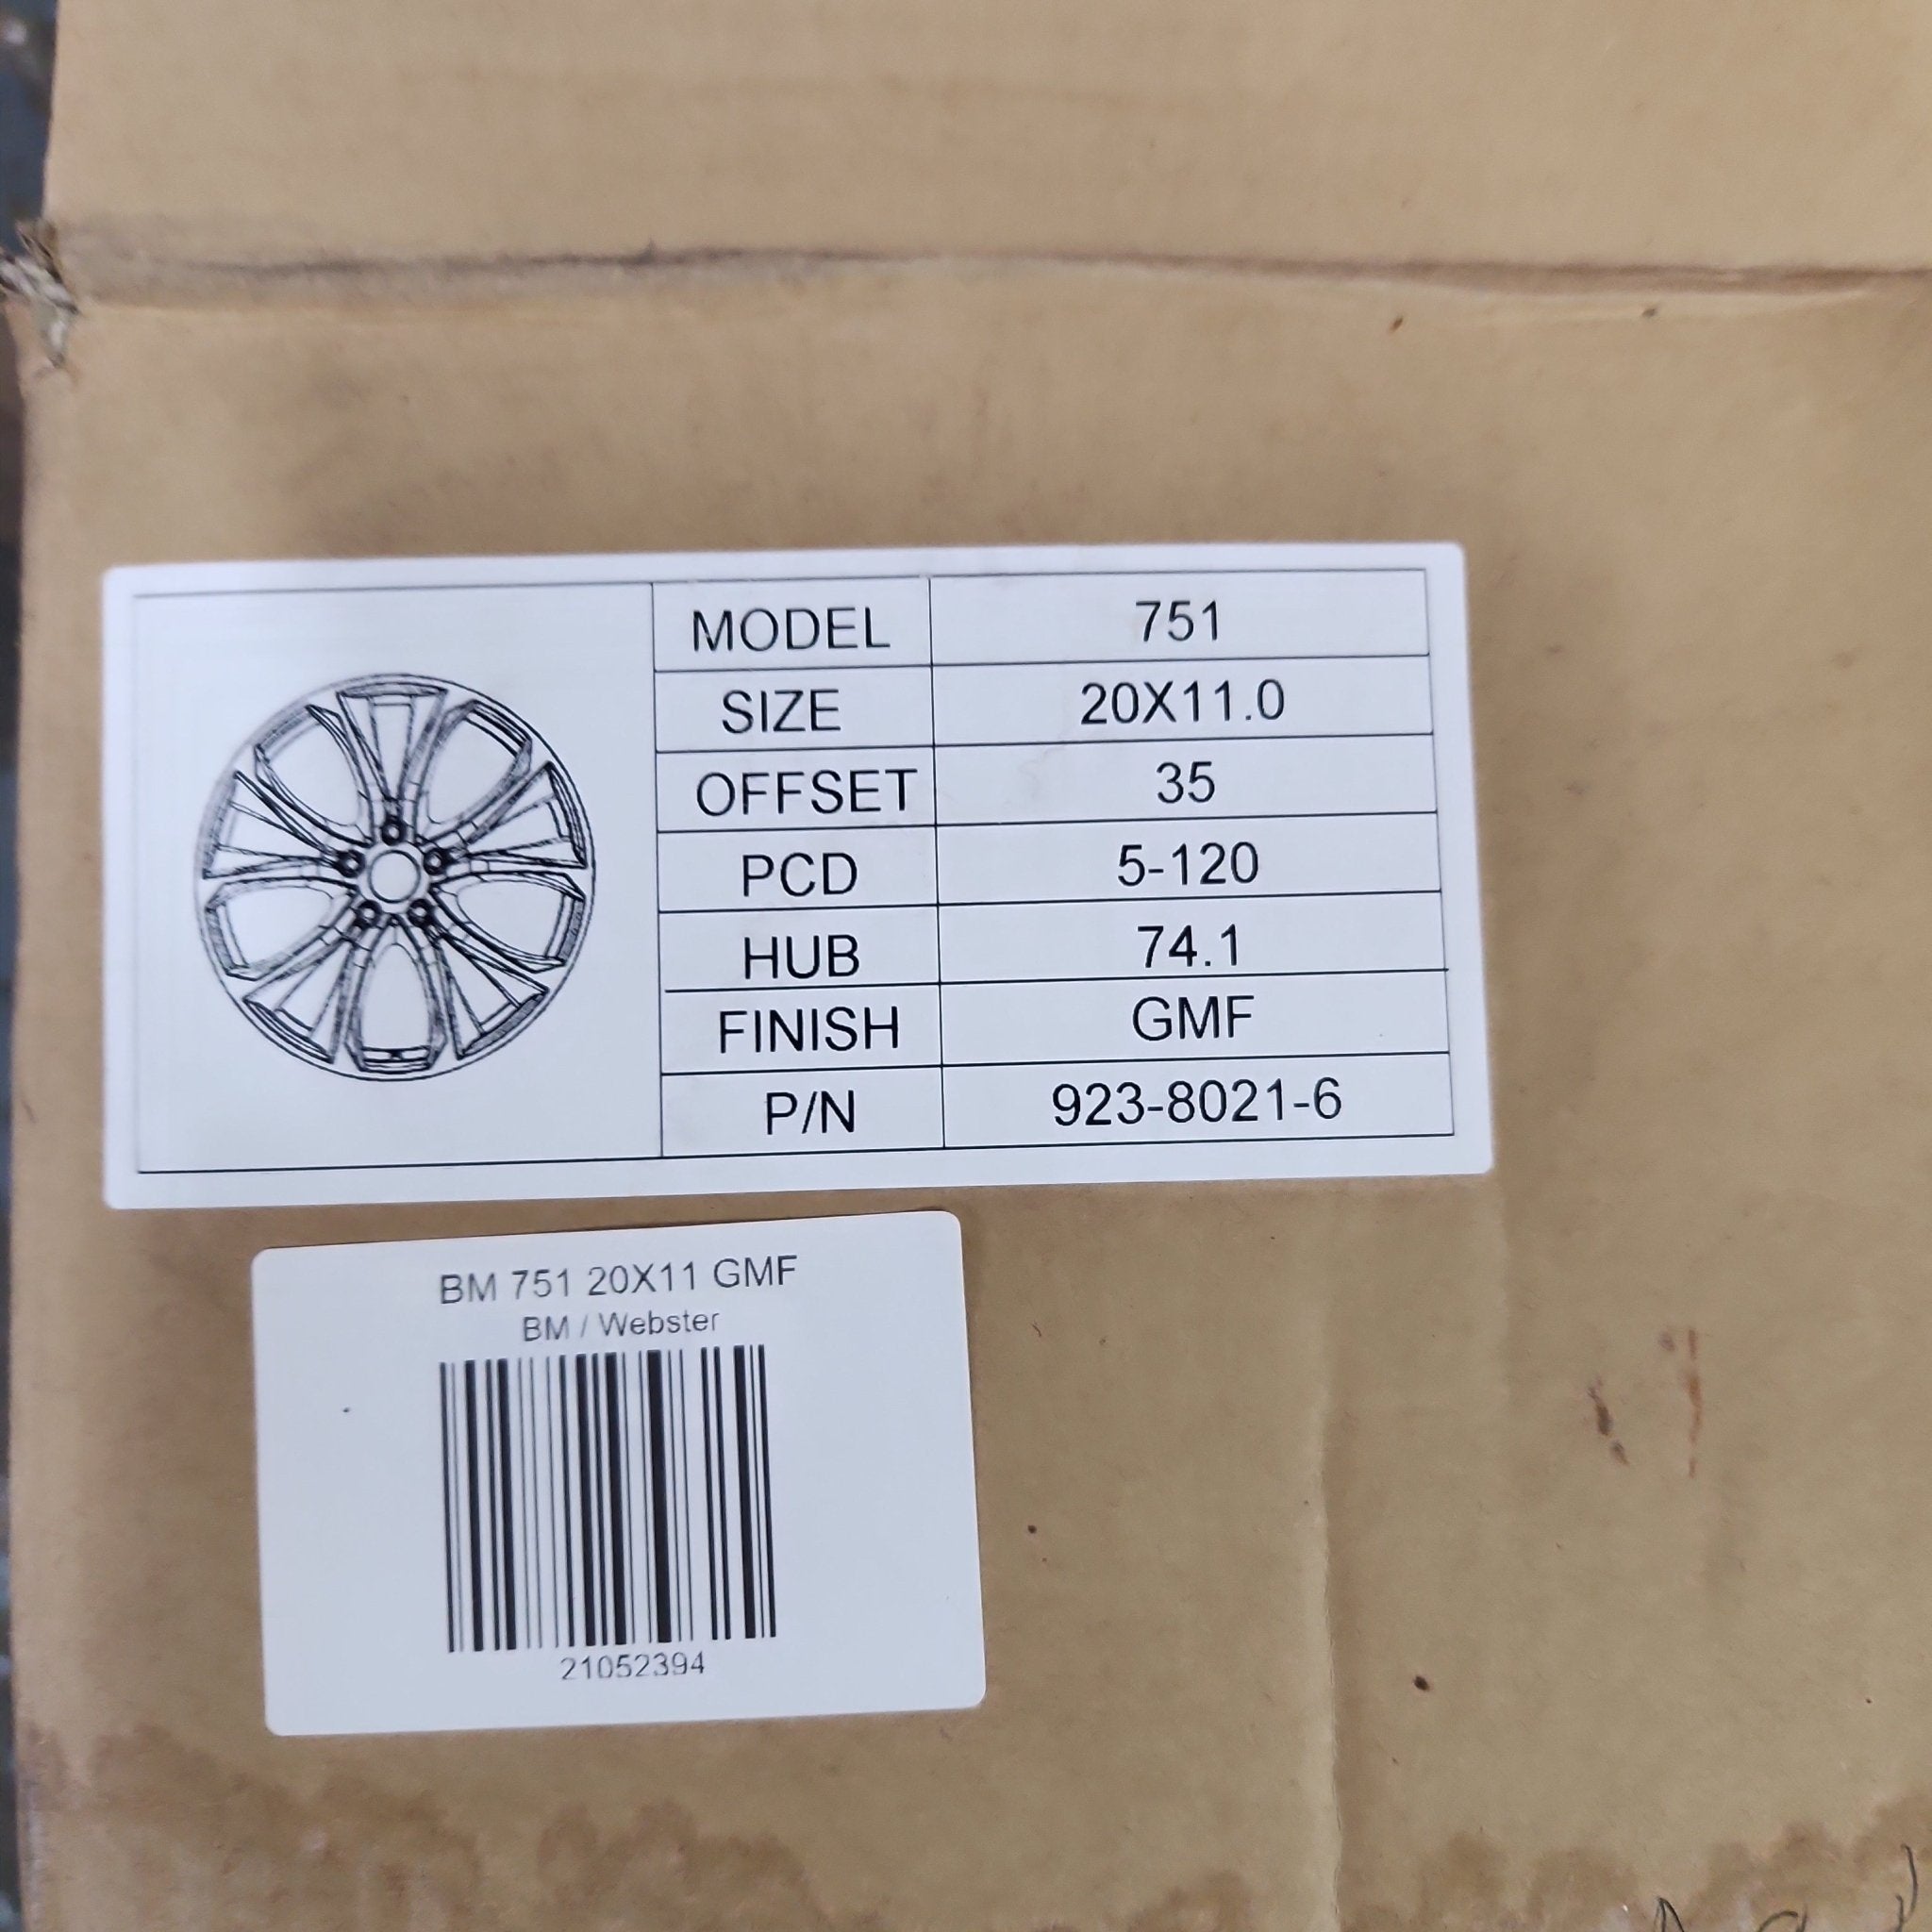 MODEL 751
SIZE 20X11.0
OFFSET 35
PCD 5-120
HUB 74.1
FINISH GMF
P/N 923-8021-6
BM 751 20X11 GMF
BM / Webster
21052394